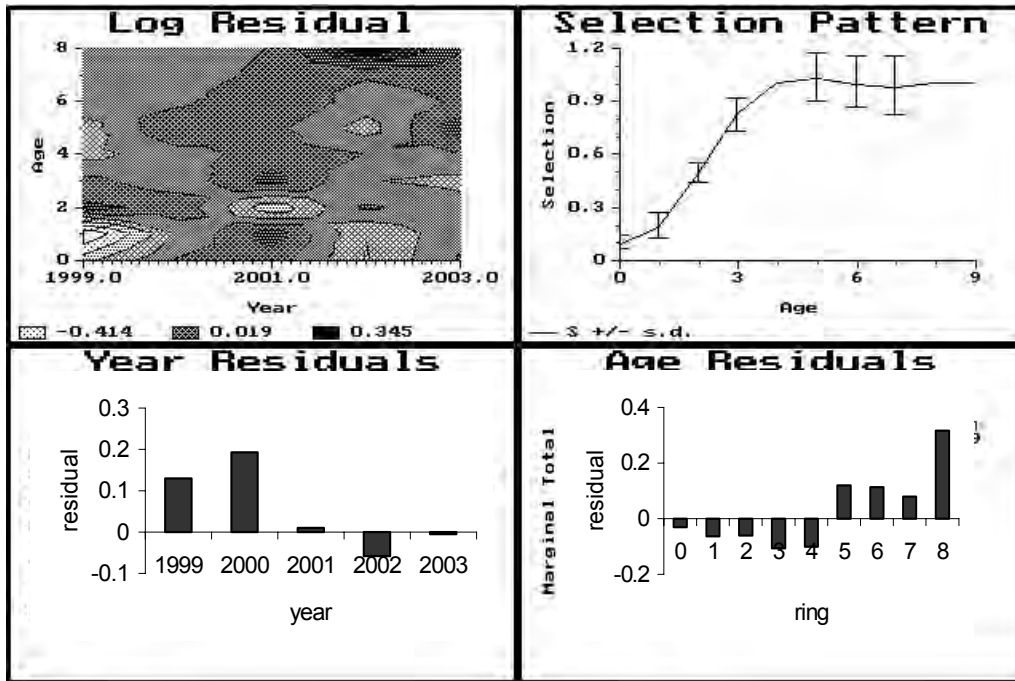 Log Residual
8
6
4
2
0
Age
1999.0 2001.0 2003.0
Year
-0.414 0.019 0.345
Selection Pattern
1.2
0.9
0.6
0.3
0
Selection
0 3 6 9
Age
S +/- s.d.
Year Residuals
0.3
0.2
0.1
0
-0.1
residual
1999 2000 2001 2002 2003
year
Age Residuals
Marginal Total
0.4
0.2
0
-0.2
residual
0 1 2 3 4 5 6 7 8
ring